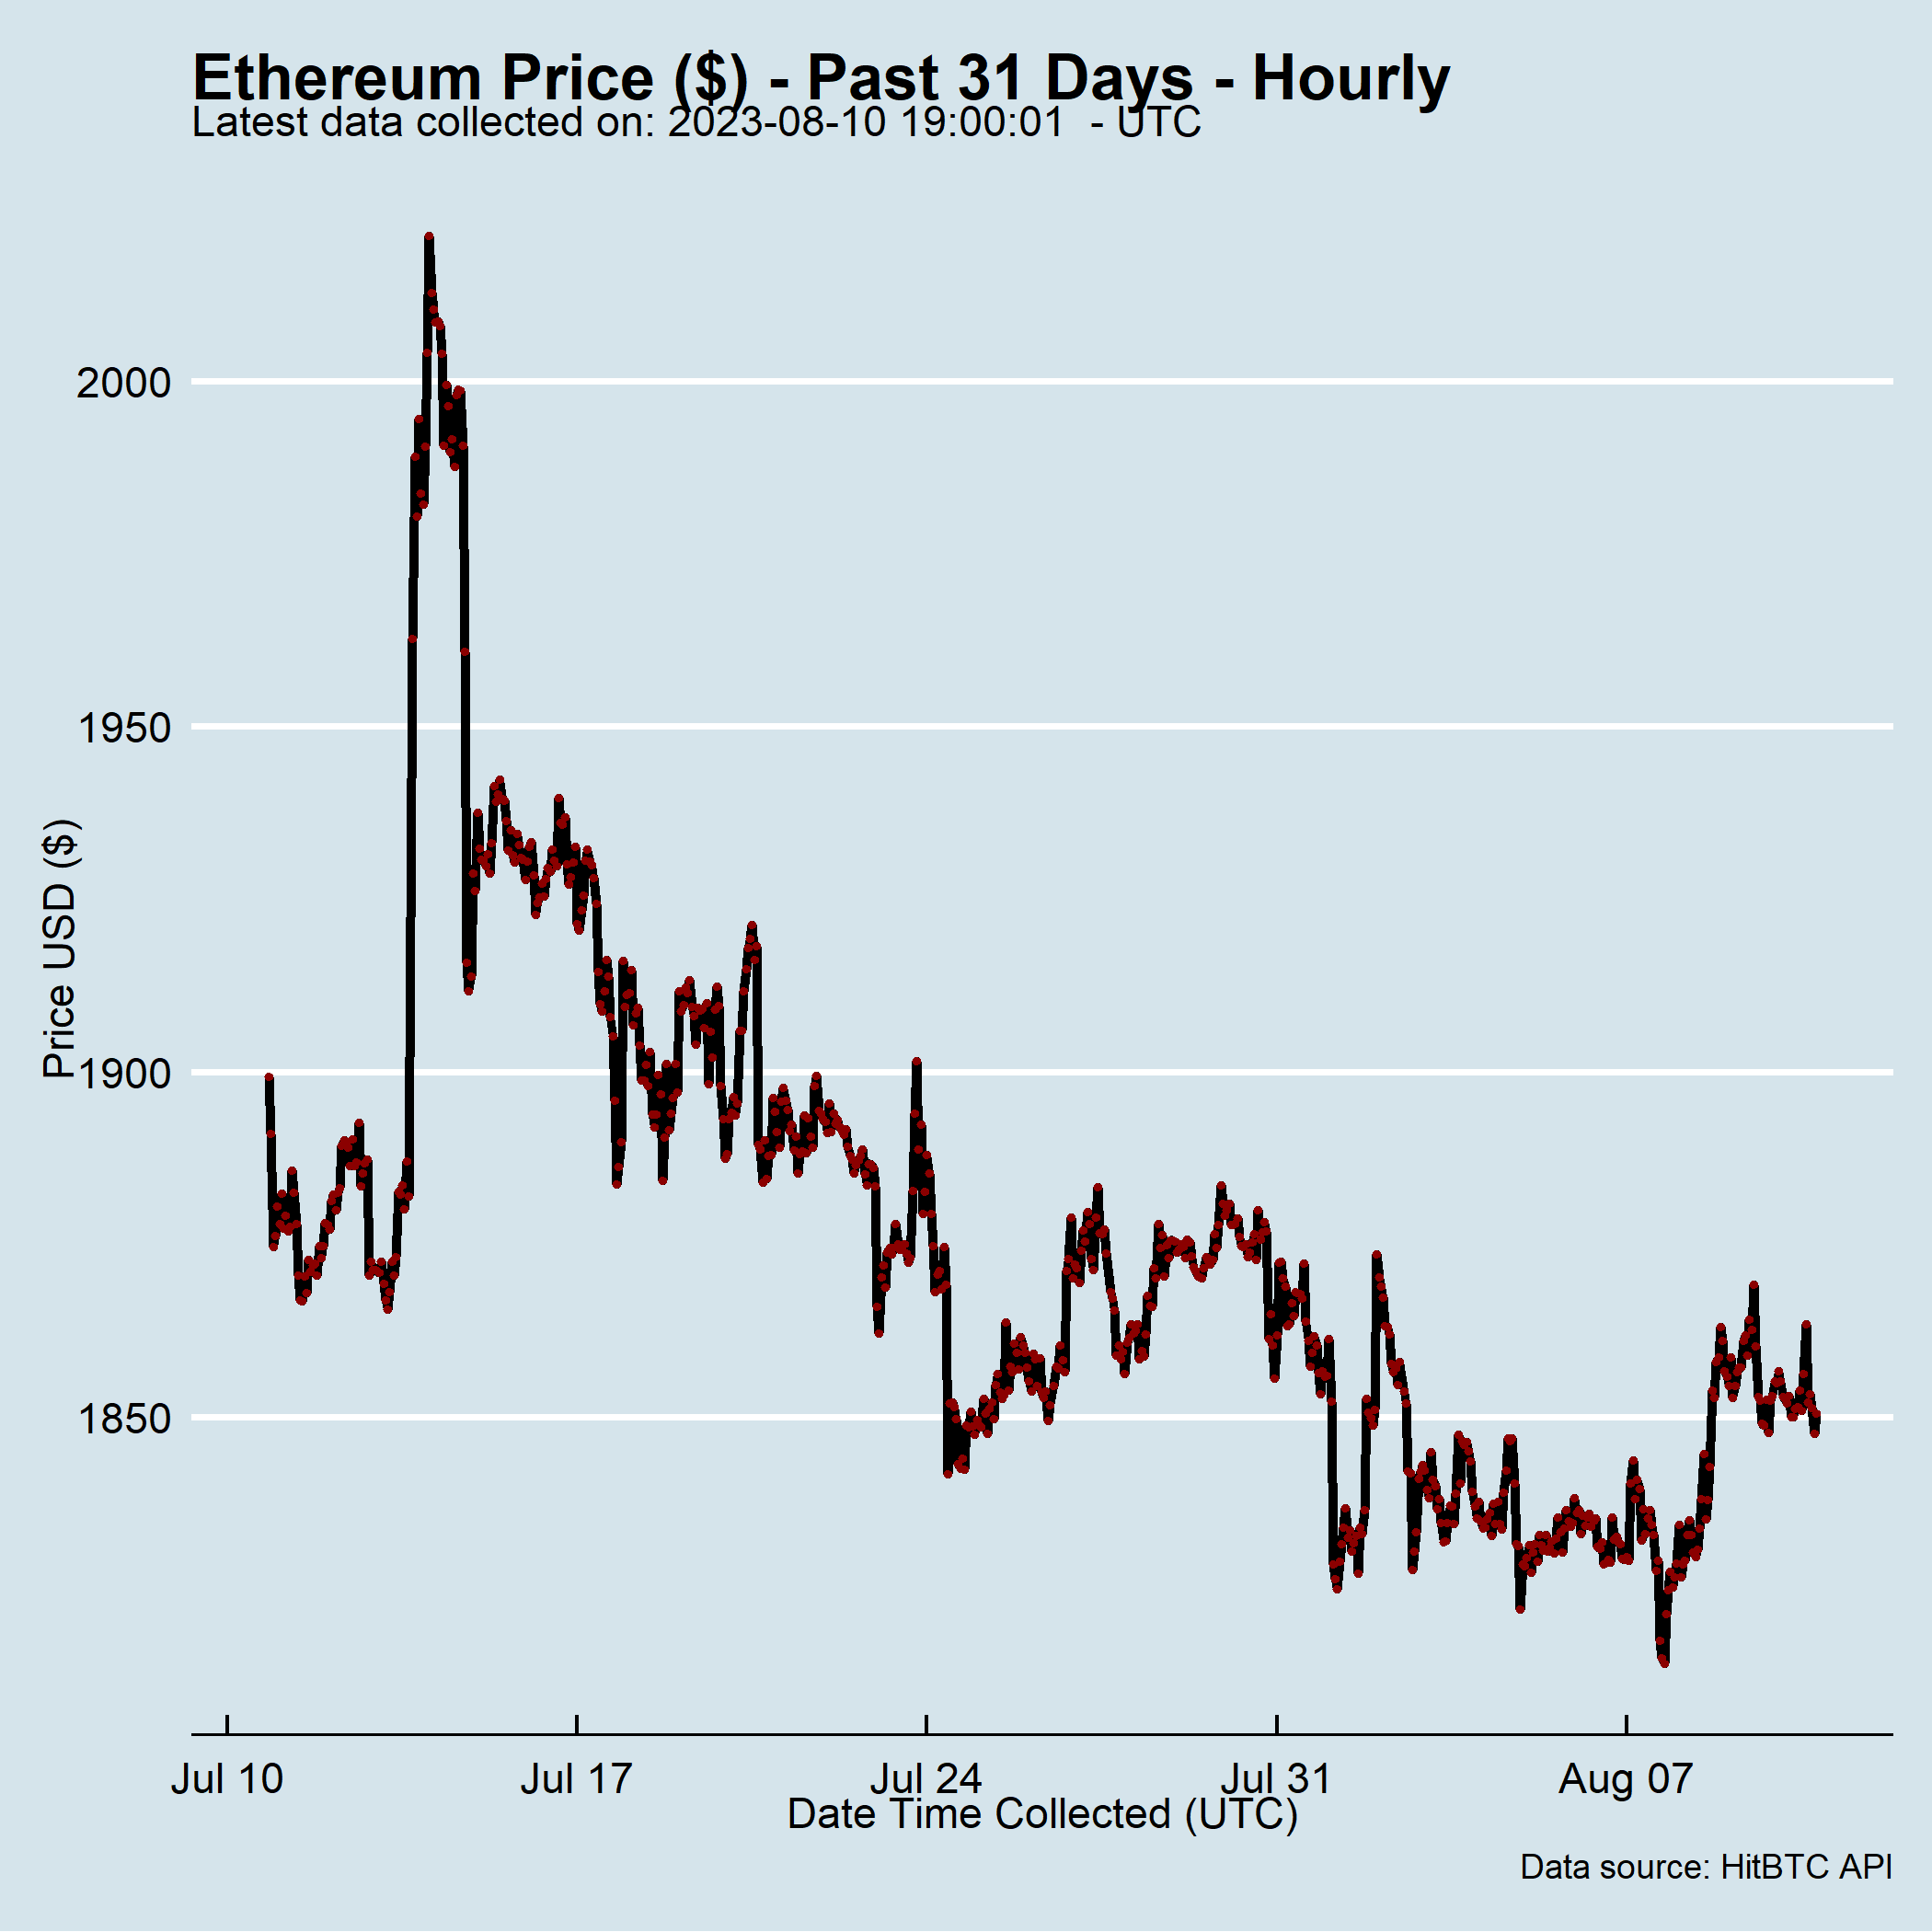 Ethereum Price ($) - Past 31 Days - Hourly
Latest data collected on: 2023-08-10 19:00:01  - UTC
2000
1950
1900
1850
Price USD ($)
Jul 10
Jul 17
Jul 24
Jul 31
Aug 07
Date Time Collected (UTC)
Data source: HitBTC API